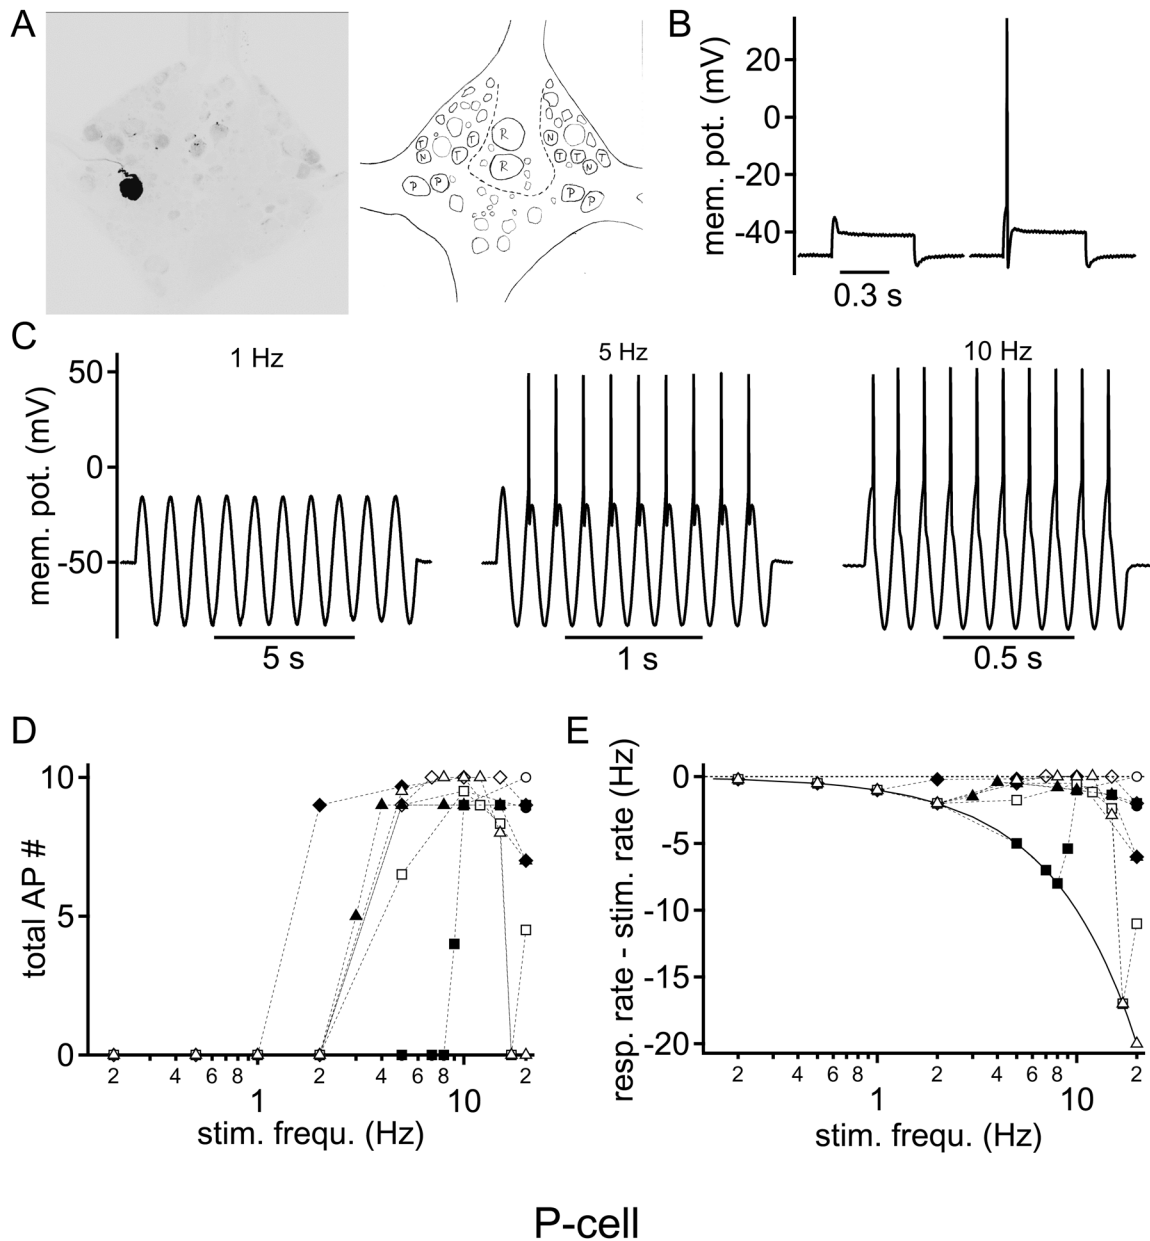 A
R
R
T
N
T
N
T
T
N
T
P
P
P
P
B
mem. pot. (mV)
20
0
-20
-40
0.3 s
C
1 Hz
5 Hz
10 Hz
mem. pot. (mV)
50
0
-50
5 s
1 s
0.5 s
D
total AP #
10
5
0
2 4 6 8 2 4 6 8 2
1 10
stim. frequ. (Hz)
E
resp. rate - stim. rate (Hz)
0
-5
-10
-15
-20
2 4 6 8 2 4 6 8 2
1 10
stim. frequ. (Hz)
P-cell